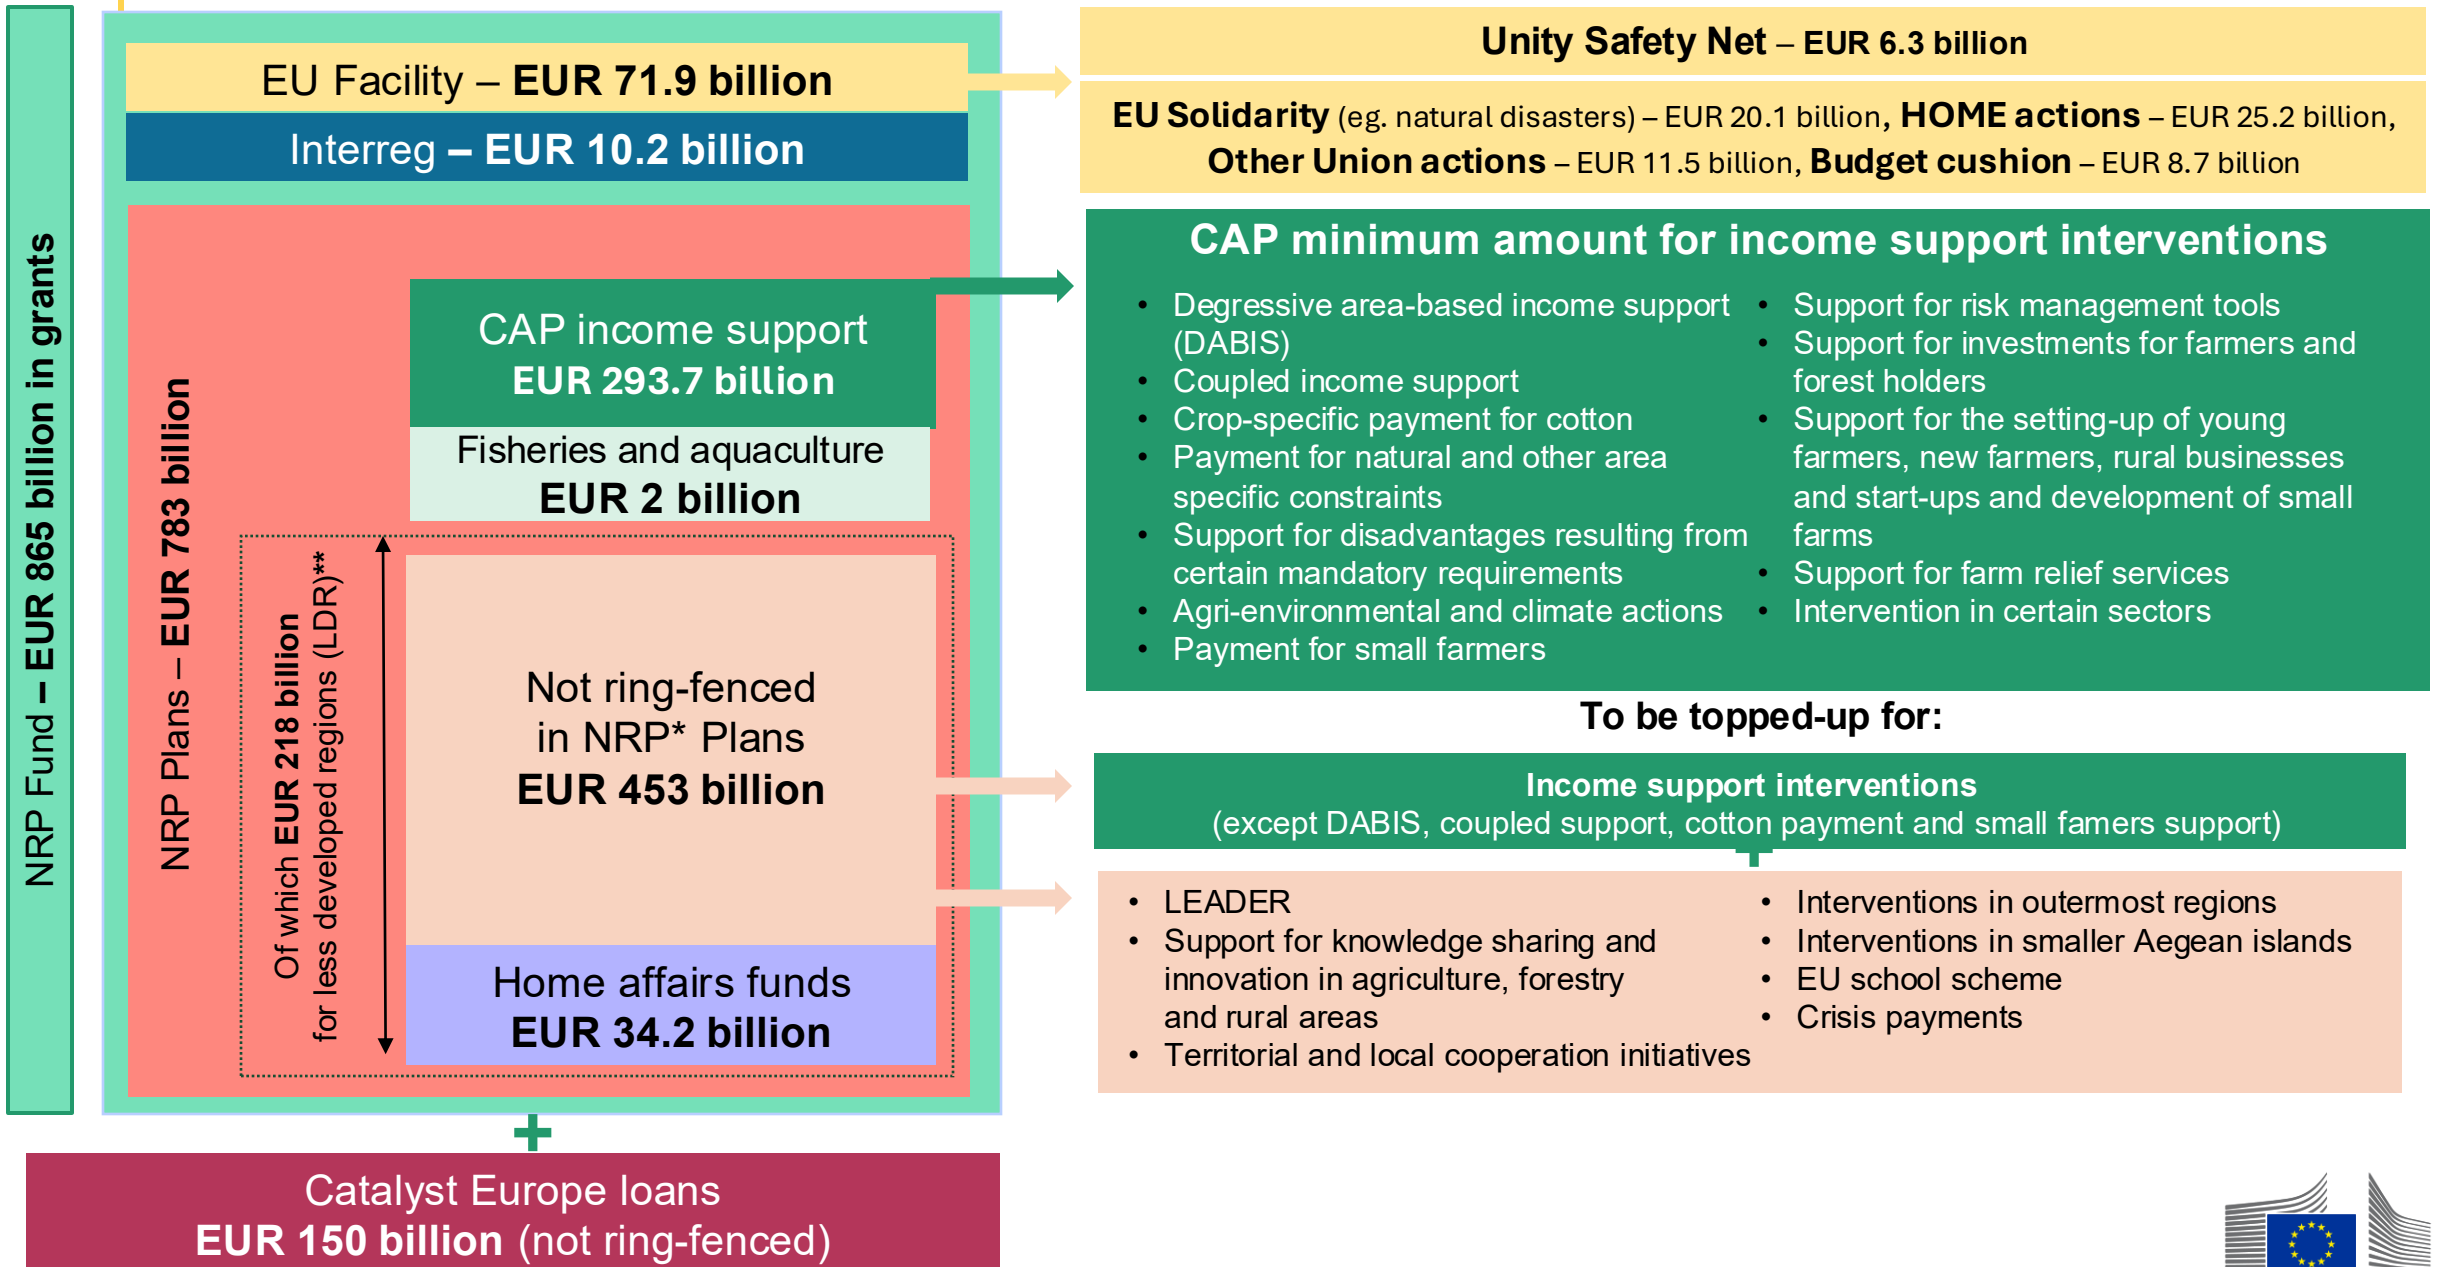 NRP Fund – EUR 865 billion in grants
EU Facility – EUR 71.9 billion
Interreg – EUR 10.2 billion
NRP Plans – EUR 783 billion
CAP income support
EUR 293.7 billion
Fisheries and aquaculture
EUR 2 billion
Of which EUR 218 billion
for less developed regions (LDR)**
Not ring-fenced
in NRP* Plans
EUR 453 billion
Home affairs funds
EUR 34.2 billion
+
Catalyst Europe loans
EUR 150 billion (not ring-fenced)
Unity Safety Net – EUR 6.3 billion
EU Solidarity (eg. natural disasters) – EUR 20.1 billion, HOME actions – EUR 25.2 billion,
Other Union actions – EUR 11.5 billion, Budget cushion – EUR 8.7 billion
CAP minimum amount for income support interventions
• Degressive area-based income support
(DABIS)
• Coupled income support
• Crop-specific payment for cotton
• Payment for natural and other area
specific constraints
• Support for disadvantages resulting from
certain mandatory requirements
• Agri-environmental and climate actions
• Payment for small farmers
• Support for risk management tools
• Support for investments for farmers and
forest holders
• Support for the setting-up of young
farmers, new farmers, rural businesses
and start-ups and development of small
farms
• Support for farm relief services
• Intervention in certain sectors
To be topped-up for:
Income support interventions
(except DABIS, coupled support, cotton payment and small famers support)
+
• LEADER
• Support for knowledge sharing and
innovation in agriculture, forestry
and rural areas
• Territorial and local cooperation initiatives
• Interventions in outermost regions
• Interventions in smaller Aegean islands
• EU school scheme
• Crisis payments